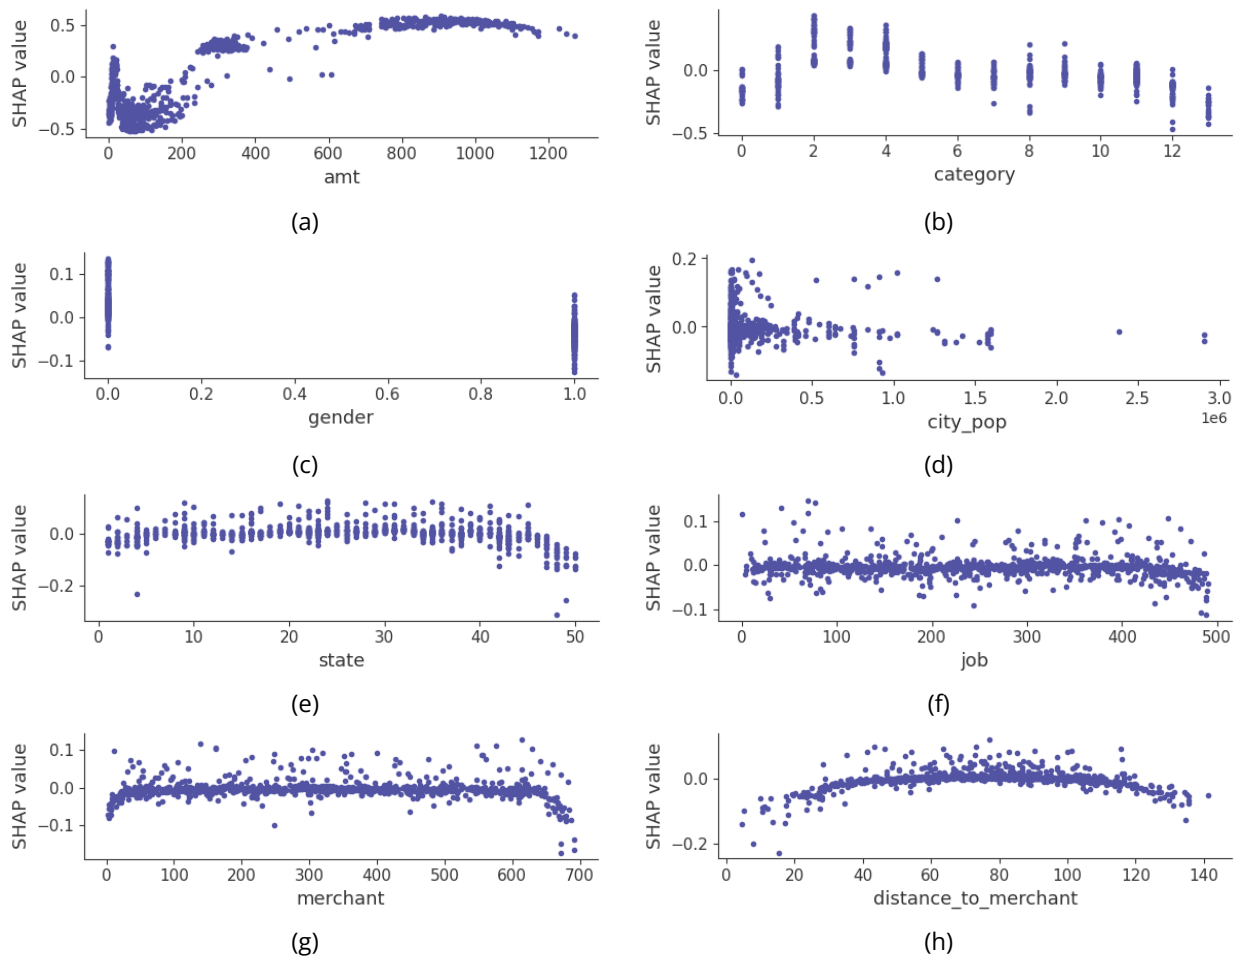 SHAP value
0.5
0.0
−0.5
0 200 400 600 800 1000 1200
amt
(a)
SHAP value
0.0
−0.5
0 2 4 6 8 10 12
category
(b)
SHAP value
0.1
0.0
−0.1
0.0 0.2 0.4 0.6 0.8 1.0
gender
(c)
SHAP value
0.2
0.0
0.0 0.5 1.0 1.5 2.0 2.5 3.0
1e6
city_pop
(d)
SHAP value
0.0
−0.2
0 10 20 30 40 50
state
(e)
SHAP value
0.1
0.0
−0.1
0 100 200 300 400 500
job
(f)
SHAP value
0.1
0.0
−0.1
0 100 200 300 400 500 600 700
merchant
(g)
SHAP value
0.0
−0.2
0 20 40 60 80 100 120 140
distance_to_merchant
(h)